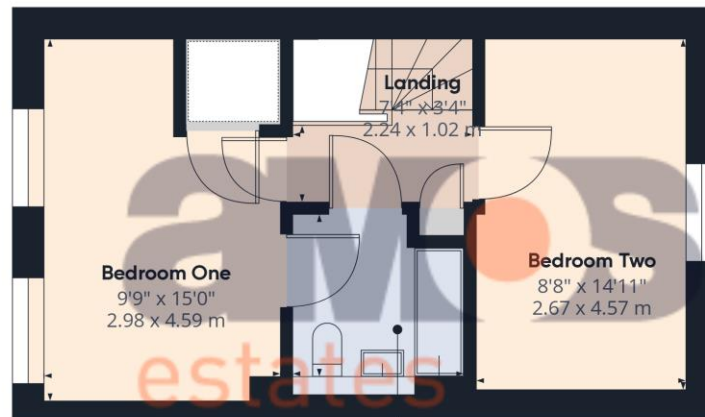 Landing
7'4" x 3'4"
2.24 x 1.02 m
Bedroom One
9'9" x 15'0"
2.98 x 4.59 m
Bedroom Two
8'8" x 14'11"
2.67 x 4.57 m
amos
estates